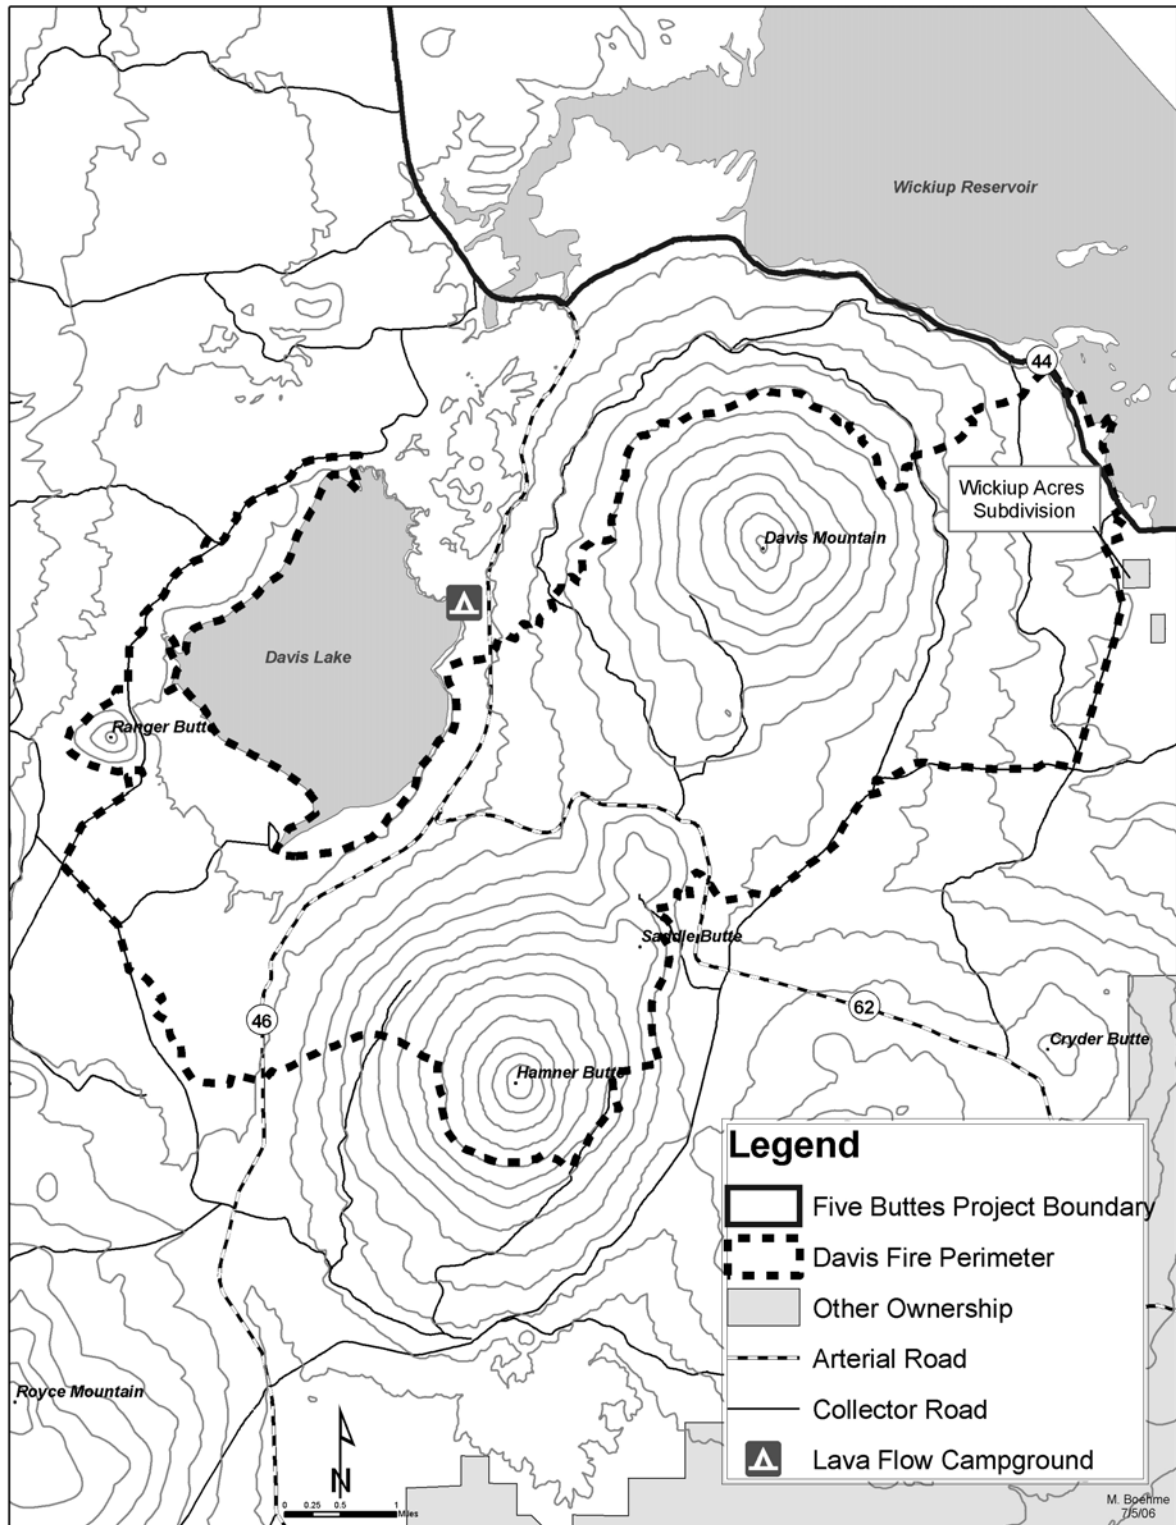 Wickiup Reservoir
44
Wickiup Acres
Subdivision
Davis Mountain
Davis Lake
Ranger Butte
Saddle Butte
62
46
Cryder Butte
Hamner Butte
Legend
Five Buttes Project Boundary
Davis Fire Perimeter
Other Ownership
Arterial Road
Collector Road
Lava Flow Campground
Royce Mountain
N
0 0.25 0.5 1
Miles
M. Boehme
7/5/06